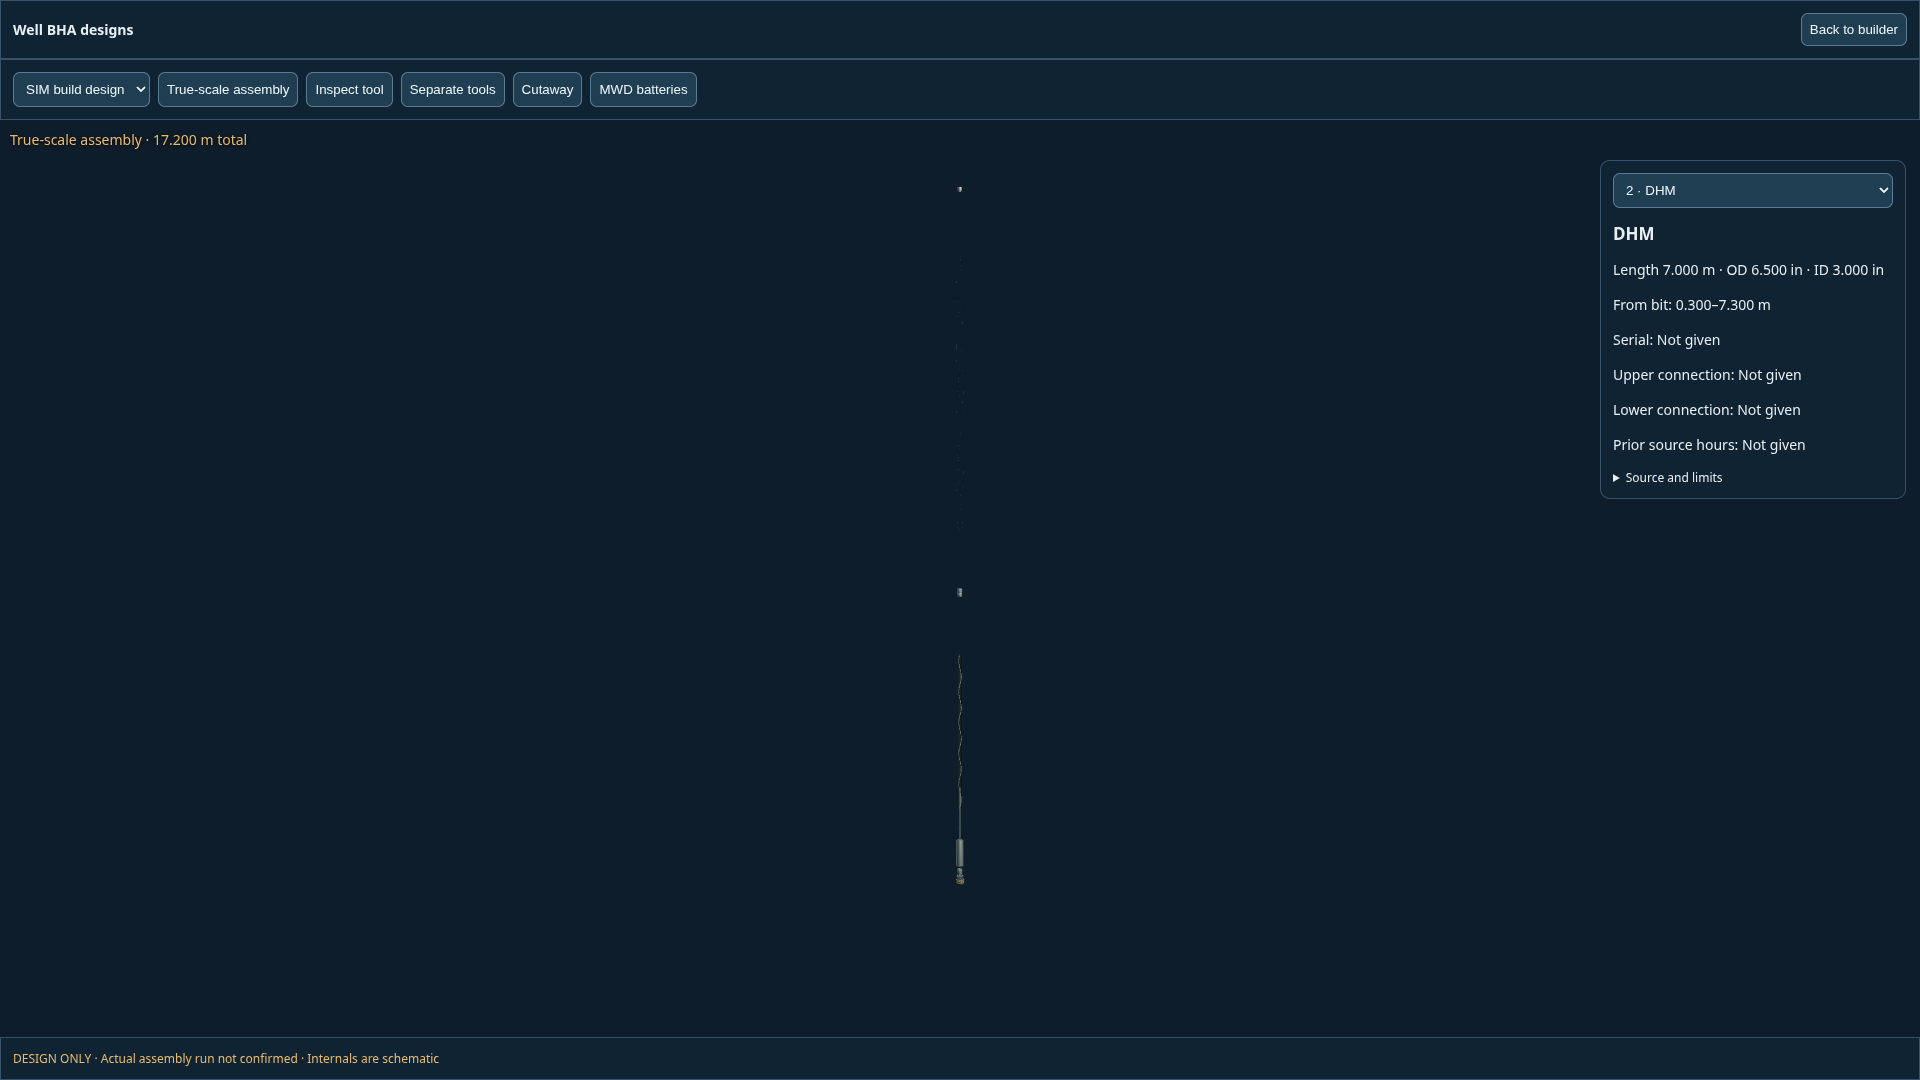 Well BHA designs
Back to builder
SIM build design
True-scale assembly
Inspect tool
Separate tools
Cutaway
MWD batteries
True-scale assembly · 17.200 m total
2 · DHM
DHM
Length 7.000 m · OD 6.500 in · ID 3.000 in
From bit: 0.300–7.300 m
Serial: Not given
Upper connection: Not given
Lower connection: Not given
Prior source hours: Not given
Source and limits
DESIGN ONLY · Actual assembly run not confirmed · Internals are schematic